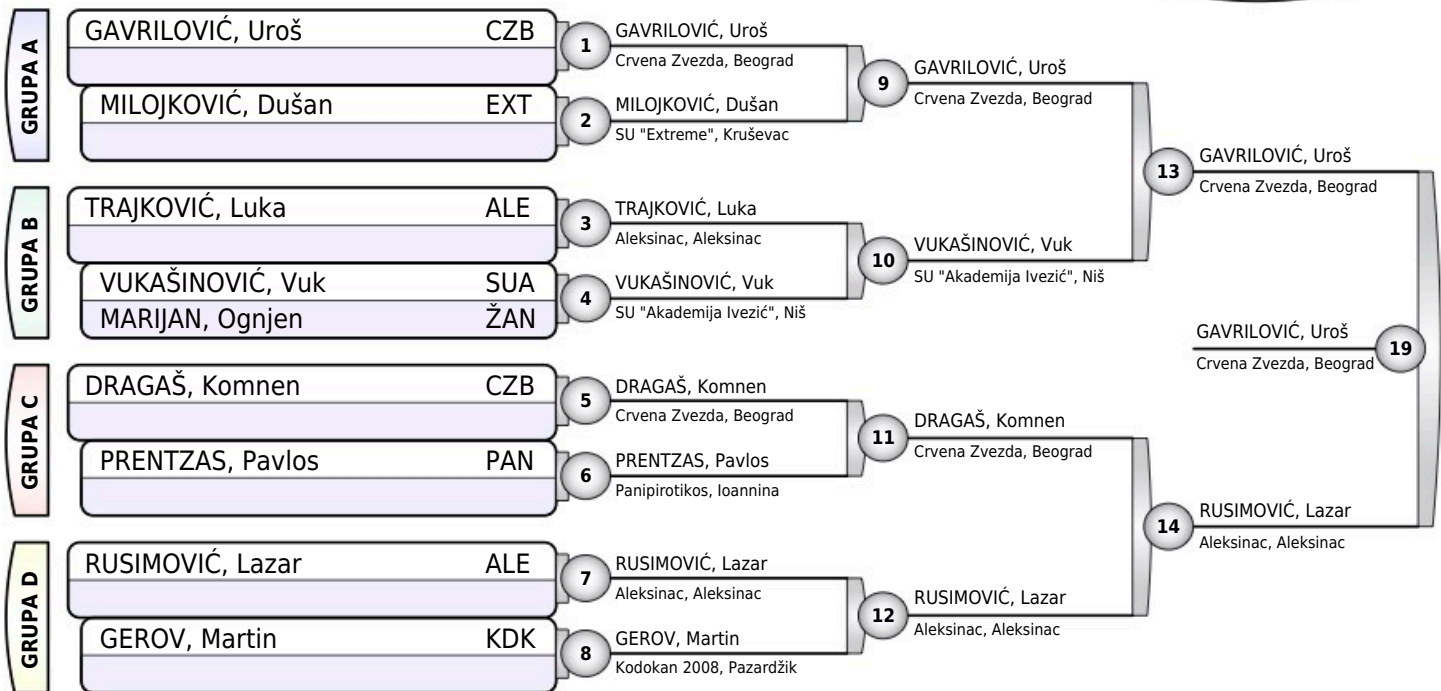 GRUPA A
GAVRILOVIĆ, Uroš CZB
MILOJKOVIĆ, Dušan EXT
GRUPA B
TRAJKOVIĆ, Luka ALE
VUKAŠINOVIĆ, Vuk SUA
MARIJAN, Ognjen ŽAN
GRUPA C
DRAGAŠ, Komnen CZB
PRENTZAS, Pavlos PAN
GRUPA D
RUSIMOVIĆ, Lazar ALE
GEROV, Martin KDK
1
GAVRILOVIĆ, Uroš
Crvena Zvezda, Beograd
2
MILOJKOVIĆ, Dušan
SU "Extreme", Kruševac
3
TRAJKOVIĆ, Luka
Aleksinac, Aleksinac
4
VUKAŠINOVIĆ, Vuk
SU "Akademija Ivezić", Niš
5
DRAGAŠ, Komnen
Crvena Zvezda, Beograd
6
PRENTZAS, Pavlos
Panipirotikos, Ioannina
7
RUSIMOVIĆ, Lazar
Aleksinac, Aleksinac
8
GEROV, Martin
Kodokan 2008, Pazardžik
9
GAVRILOVIĆ, Uroš
Crvena Zvezda, Beograd
10
VUKAŠINOVIĆ, Vuk
SU "Akademija Ivezić", Niš
11
DRAGAŠ, Komnen
Crvena Zvezda, Beograd
12
RUSIMOVIĆ, Lazar
Aleksinac, Aleksinac
13
GAVRILOVIĆ, Uroš
Crvena Zvezda, Beograd
14
RUSIMOVIĆ, Lazar
Aleksinac, Aleksinac
GAVRILOVIĆ, Uroš
Crvena Zvezda, Beograd
19